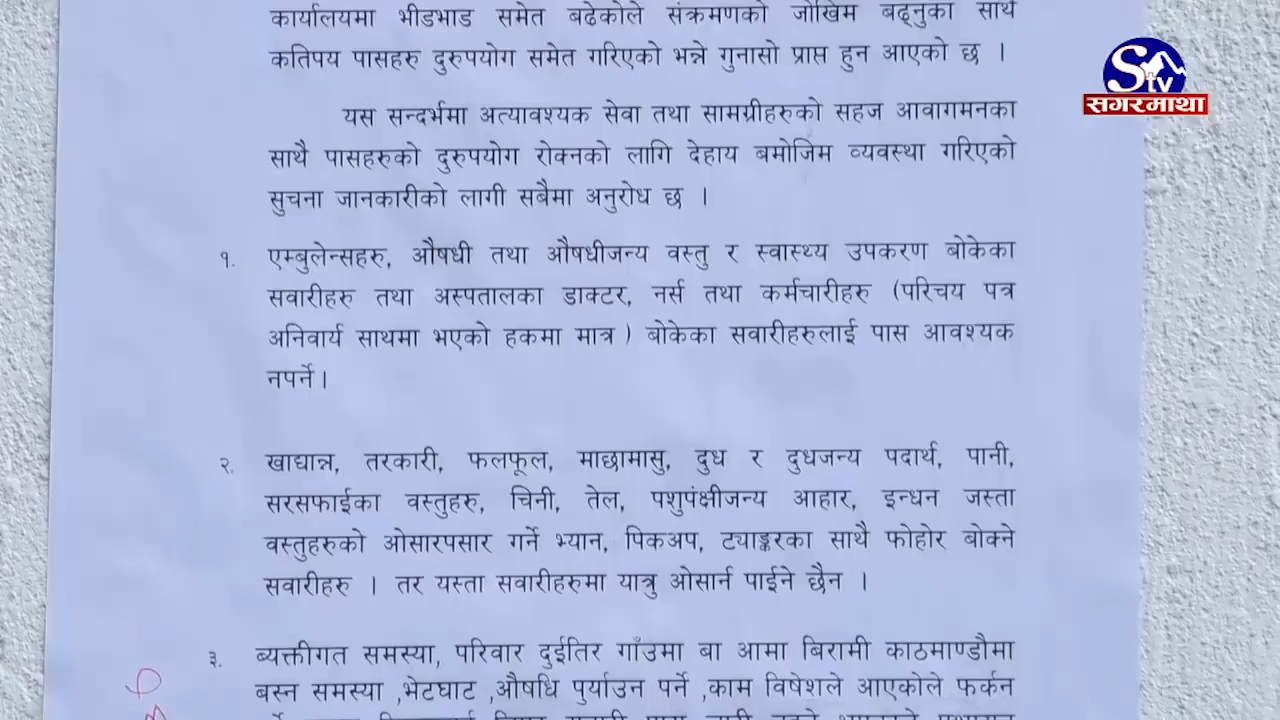 कार्यालयमा भीडभाड समेत बढेकोले संक्रमणको जोखिम बढ्नुका साथै
कतिपय पासहरु दुरुपयोग समेत गरिएको भन्ने गुनासो प्राप्त हुन आएको छ ।
यस सन्दर्भमा अत्यावश्यक सेवा तथा सामग्रीहरुको सहज आवागमनका
साथै पासहरुको दुरुपयोग रोक्नको लागि देहाय बमोजिम व्यवस्था गरिएको
सुचना जानकारीको लागी सबैमा अनुरोध छ ।
१. एम्बुलेन्सहरु, औषधी तथा औषधीजन्य वस्तु र स्वास्थ्य उपकरण बोकेका
सवारीहरु तथा अस्पतालका डाक्टर, नर्स तथा कर्मचारीहरु (परिचय पत्र
अनिवार्य साथमा भएको हकमा मात्र ) बोकेका सवारीहरुलाई पास आवश्यक
नपर्ने।
२. खाद्यान्न, तरकारी, फलफूल, माछामासु, दुध र दुधजन्य पदार्थ, पानी,
सरसफाईका वस्तुहरु, चिनी, तेल, पशुपंक्षीजन्य आहार, इन्धन जस्ता
वस्तुहरुको ओसारपसार गर्ने भ्यान, पिकअप, ट्याङ्करका साथै फोहोर बोक्ने
सवारीहरु । तर यस्ता सवारीहरुमा यात्रु ओसार्न पाईने छैन ।
३. ब्यक्तीगत समस्या, परिवार दुईतिर गाँउमा बा आमा बिरामी काठमाण्डौमा
बस्न समस्या ,भेटघाट ,औषधि पुर्याउन पर्ने ,काम विषेशले आएकोले फर्कन
S tv
सगरमाथा